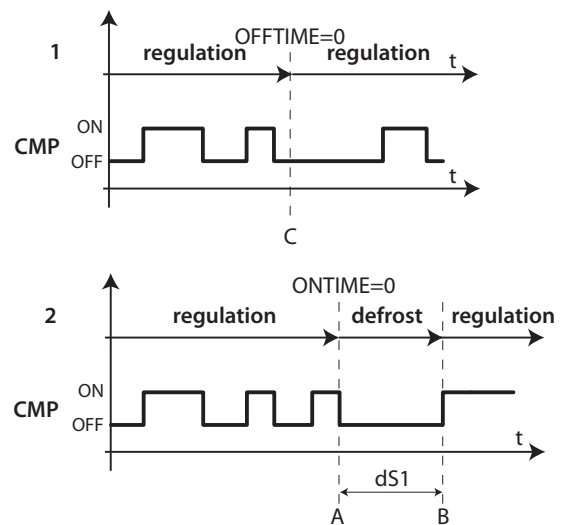 OFFTIME=0
1 regulation regulation t
ON
CMP
OFF
t
C
ONTIME=0
2 regulation defrost regulation
ON
CMP
OFF
t
dS1
A B